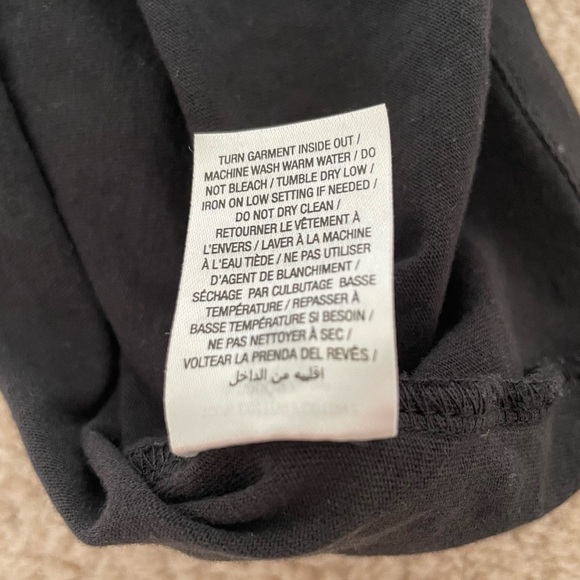 TURN GARMENT INSIDE OUT /
MACHINE WASH WARM WATER / DO
NOT BLEACH / TUMBLE DRY LOW /
IRON ON LOW SETTING IF NEEDED /
DO NOT DRY CLEAN /
RETOURNER LE VÊTEMENT À
L'ENVERS / LAVER À LA MACHINE
À L'EAU TIÈDE / NE PAS UTILISER
D'AGENT DE BLANCHIMENT /
SÉCHAGE PAR CULBUTAGE BASSE
TEMPÉRATURE / REPASSER À
BASSE TEMPÉRATURE SI BESOIN /
NE PAS NETTOYER À SEC /
VOLTEAR LA PRENDA DEL REVÉS /
اقلبه من الداخل